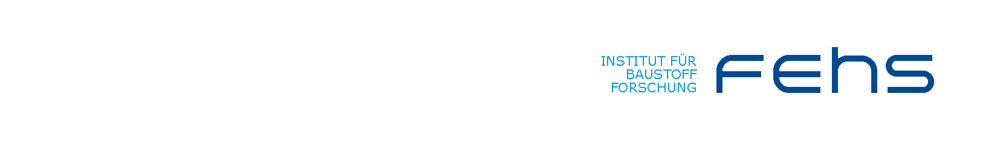 INSTITUT FÜR
BAUSTOFF
FORSCHUNG
FEhS